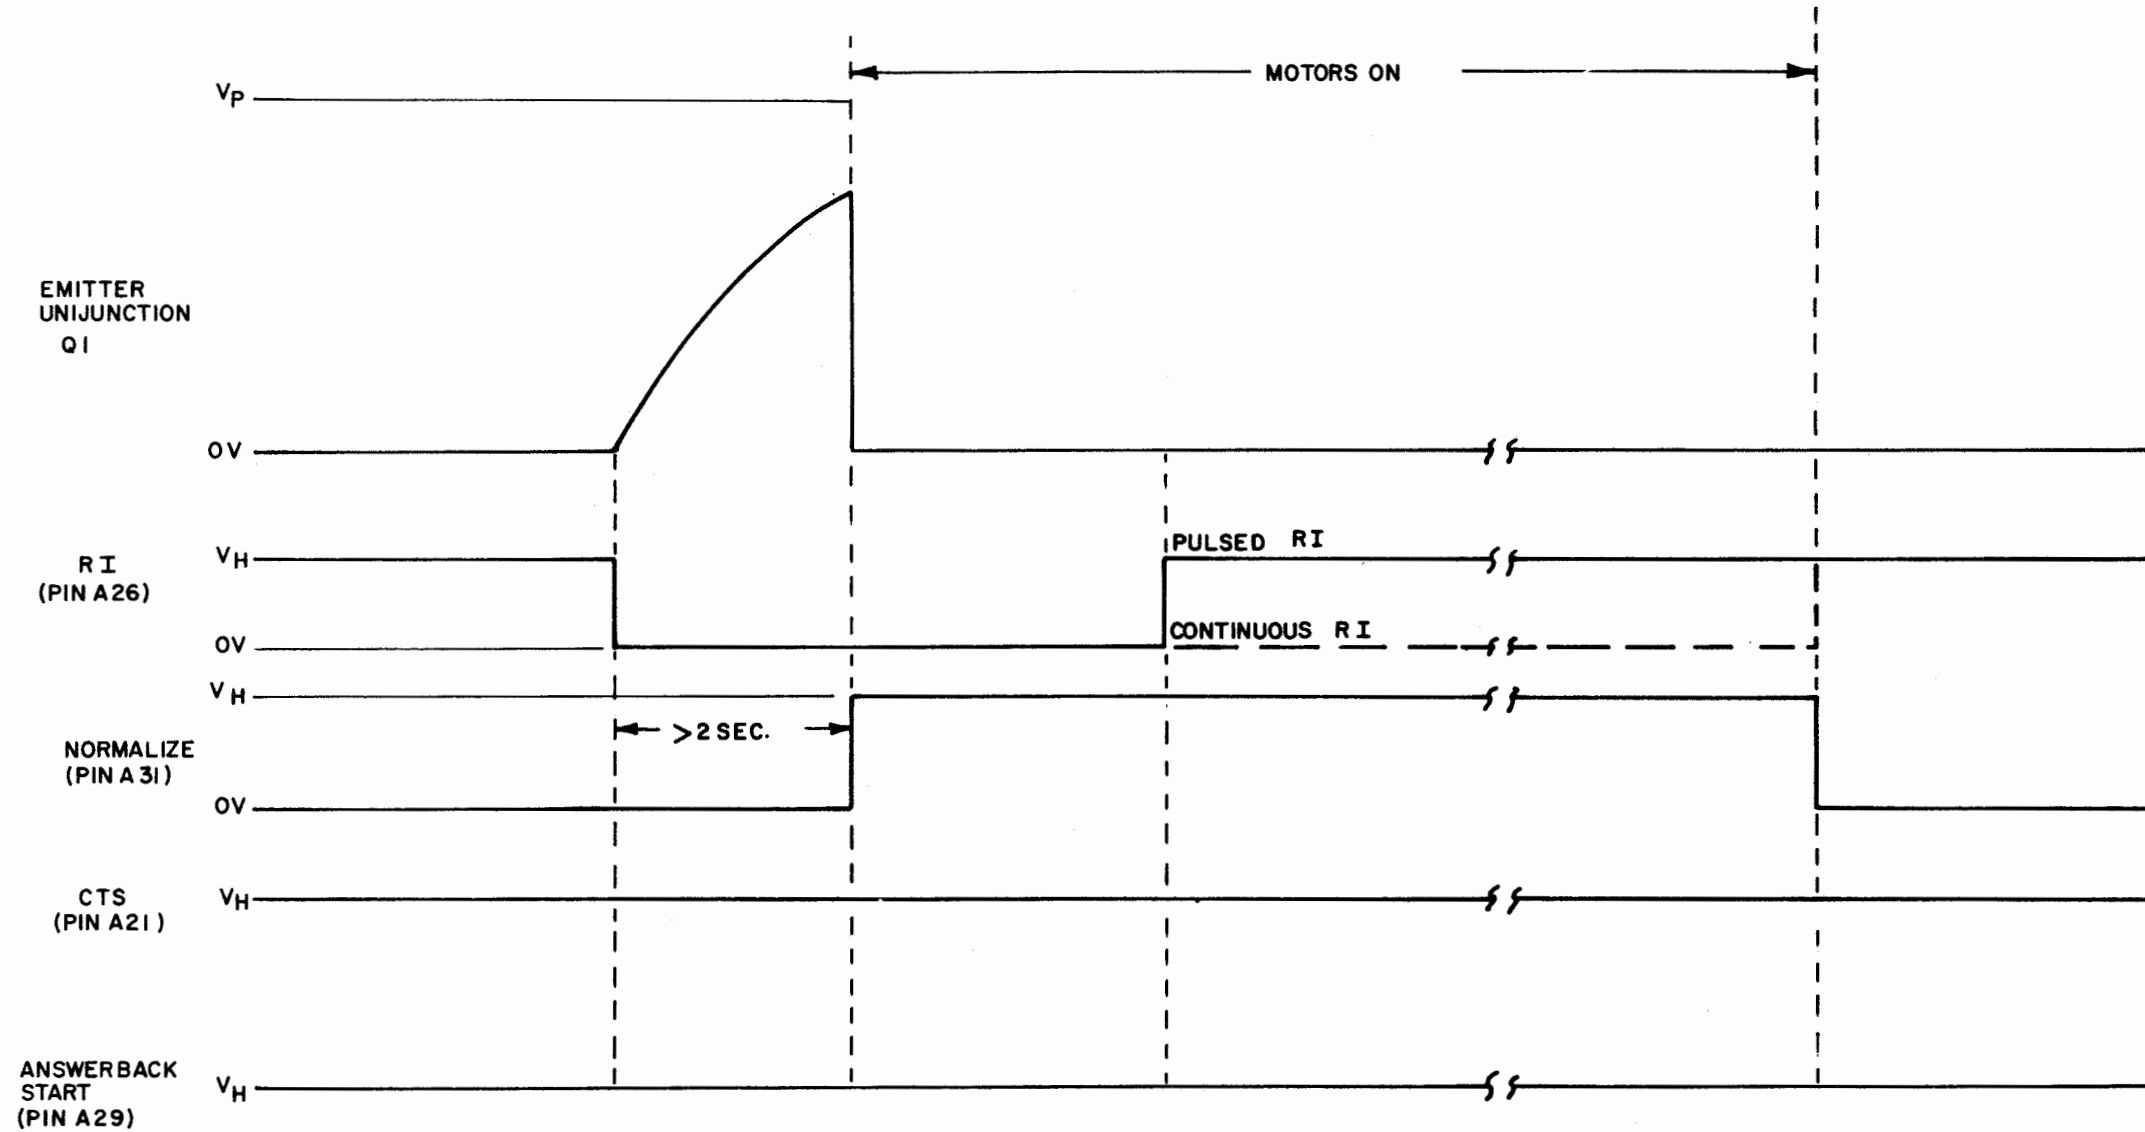 MOTORS ON
VP
EMITTER
UNIJUNCTION
Q1
0V
RI
(PIN A26)
VH
PULSED RI
0V
CONTINUOUS RI
VH
>2 SEC.
NORMALIZE
(PIN A31)
0V
CTS
(PIN A21)
VH
ANSWERBACK
START
(PIN A29)
VH